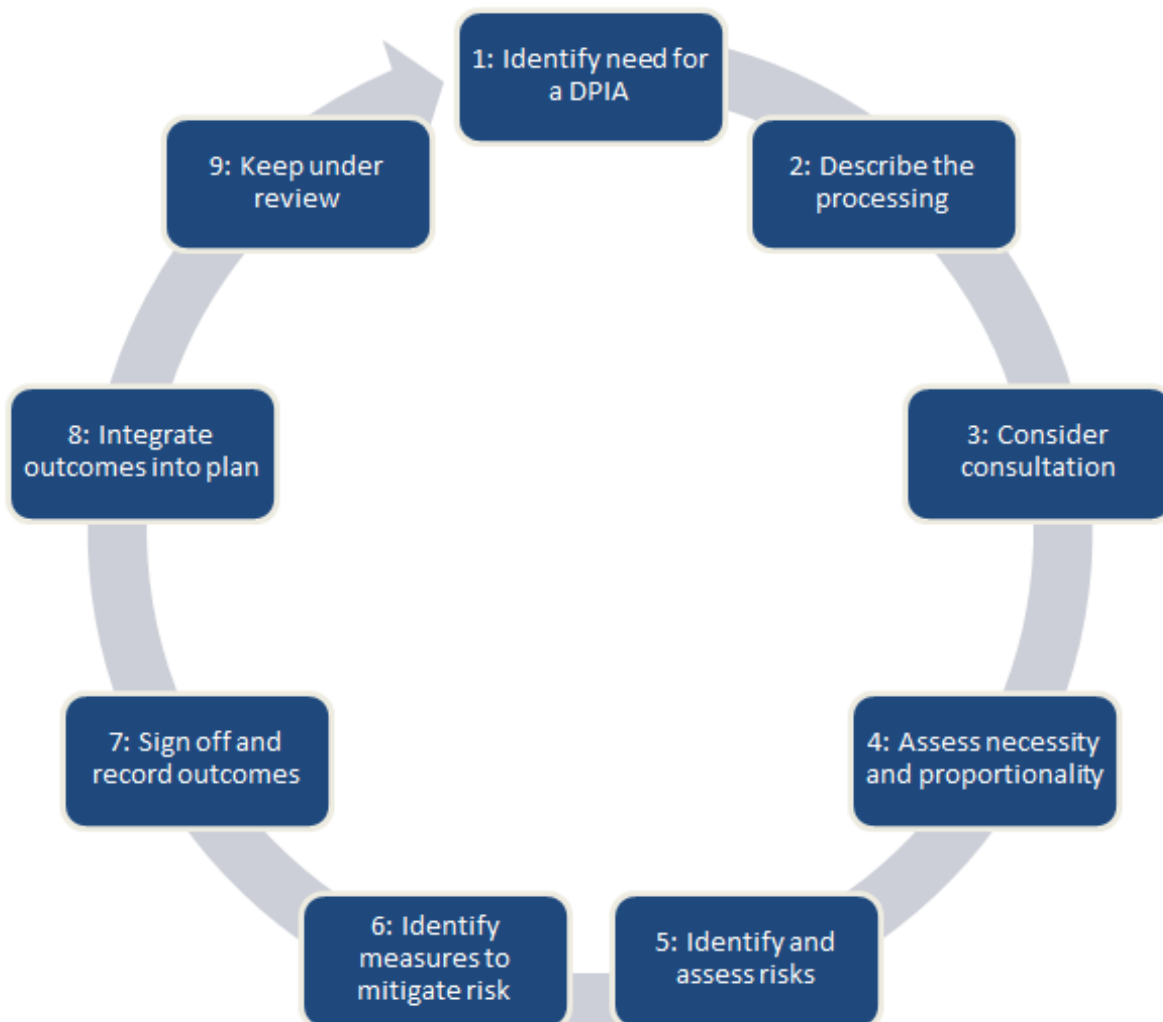 1: Identify need for
a DPIA
2: Describe the
processing
3: Consider
consultation
4: Assess necessity
and proportionality
5: Identify and
assess risks
6: Identify
measures to
mitigate risk
7: Sign off and
record outcomes
8: Integrate
outcomes into plan
9: Keep under
review